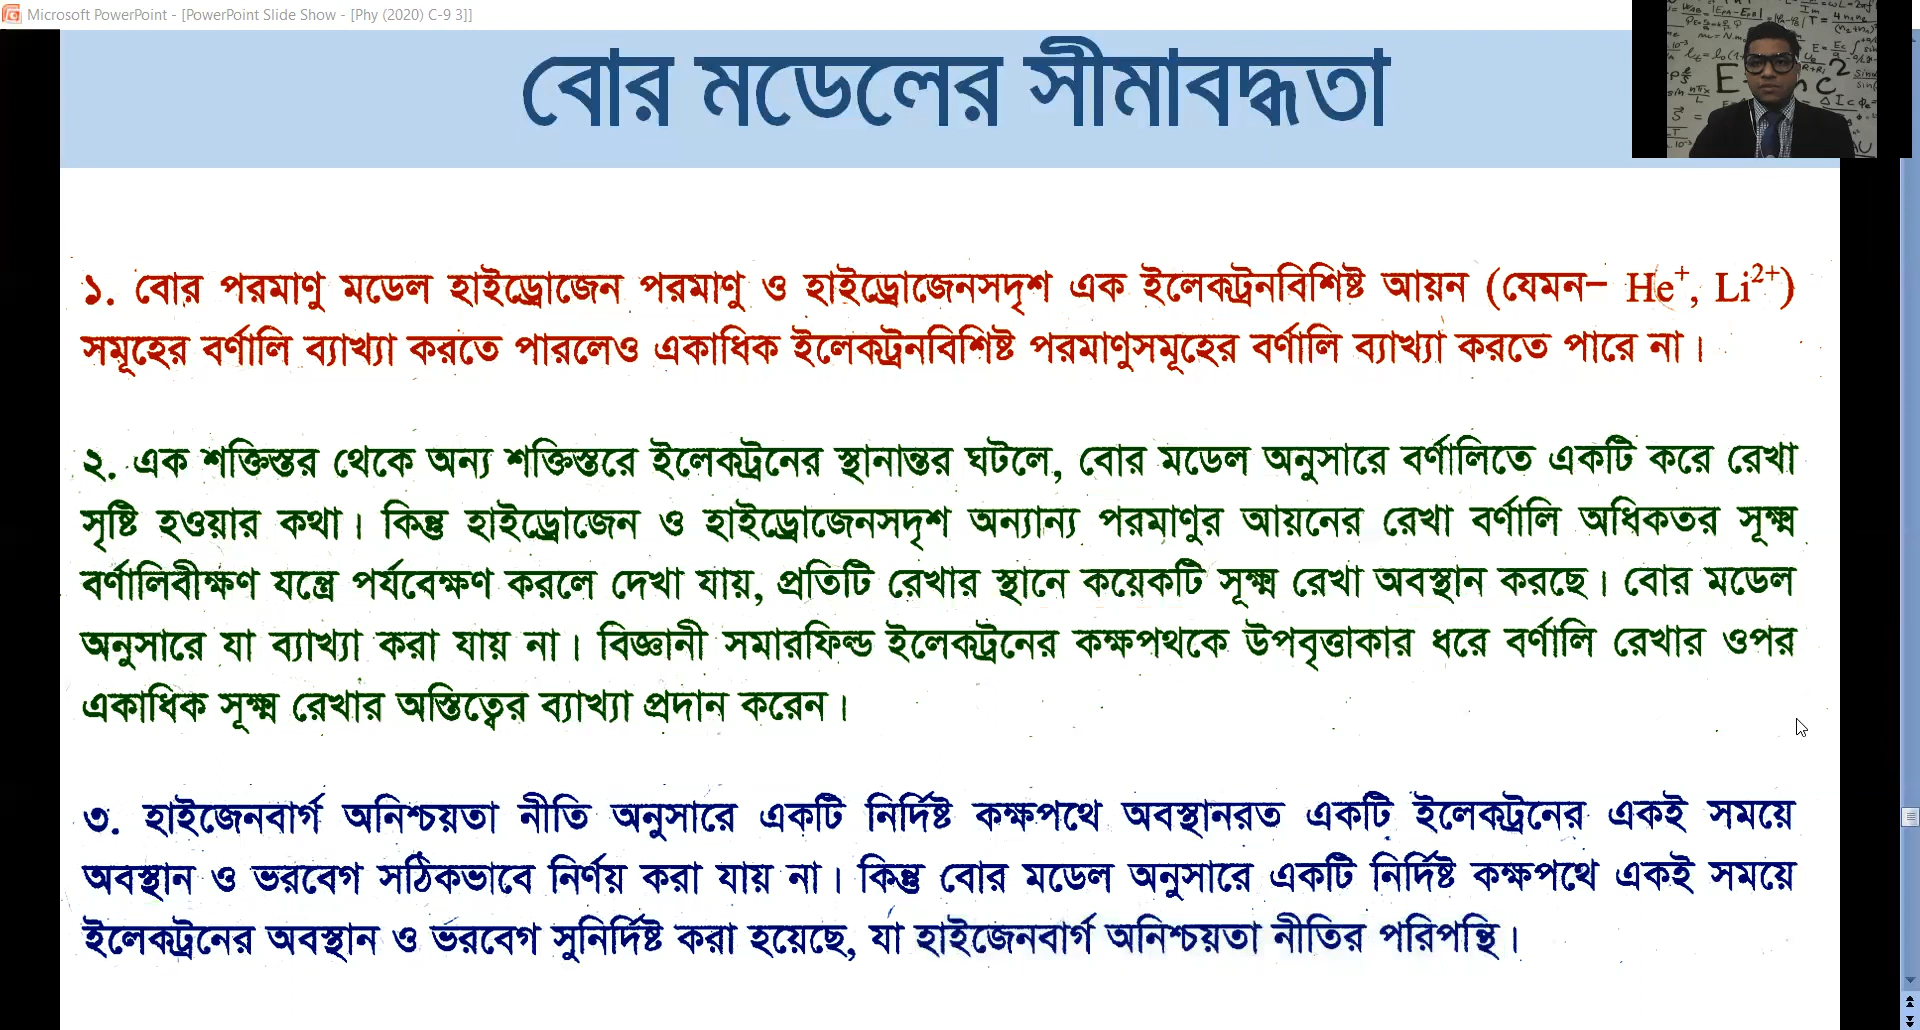 Microsoft PowerPoint - [PowerPoint Slide Show - [Phy (2020) C-9 3]]
বোর মডেলের সীমাবদ্ধতা
১. বোর পরমাণু মডেল হাইড্রোজেন পরমাণু ও হাইড্রোজেনসদৃশ এক ইলেকট্রনবিশিষ্ট আয়ন (যেমন– He⁺, Li²⁺)
সমূহের বর্ণালি ব্যাখ্যা করতে পারলেও একাধিক ইলেকট্রনবিশিষ্ট পরমাণুসমূহের বর্ণালি ব্যাখ্যা করতে পারে না।
২. এক শক্তিস্তর থেকে অন্য শক্তিস্তরে ইলেকট্রনের স্থানান্তর ঘটলে, বোর মডেল অনুসারে বর্ণালিতে একটি করে রেখা
সৃষ্টি হওয়ার কথা। কিন্তু হাইড্রোজেন ও হাইড্রোজেনসদৃশ অন্যান্য পরমাণুর আয়নের রেখা বর্ণালি অধিকতর সূক্ষ্ম
বর্ণালিবীক্ষণ যন্ত্রে পর্যবেক্ষণ করলে দেখা যায়, প্রতিটি রেখার স্থানে কয়েকটি সূক্ষ্ম রেখা অবস্থান করছে। বোর মডেল
অনুসারে যা ব্যাখ্যা করা যায় না। বিজ্ঞানী সমারফিল্ড ইলেকট্রনের কক্ষপথকে উপবৃত্তাকার ধরে বর্ণালি রেখার ওপর
একাধিক সূক্ষ্ম রেখার অস্তিত্বের ব্যাখ্যা প্রদান করেন।
৩. হাইজেনবার্গ অনিশ্চয়তা নীতি অনুসারে একটি নির্দিষ্ট কক্ষপথে অবস্থানরত একটি ইলেকট্রনের একই সময়ে
অবস্থান ও ভরবেগ সঠিকভাবে নির্ণয় করা যায় না। কিন্তু বোর মডেল অনুসারে একটি নির্দিষ্ট কক্ষপথে একই সময়ে
ইলেকট্রনের অবস্থান ও ভরবেগ সুনির্দিষ্ট করা হয়েছে, যা হাইজেনবার্গ অনিশ্চয়তা নীতির পরিপন্থি।